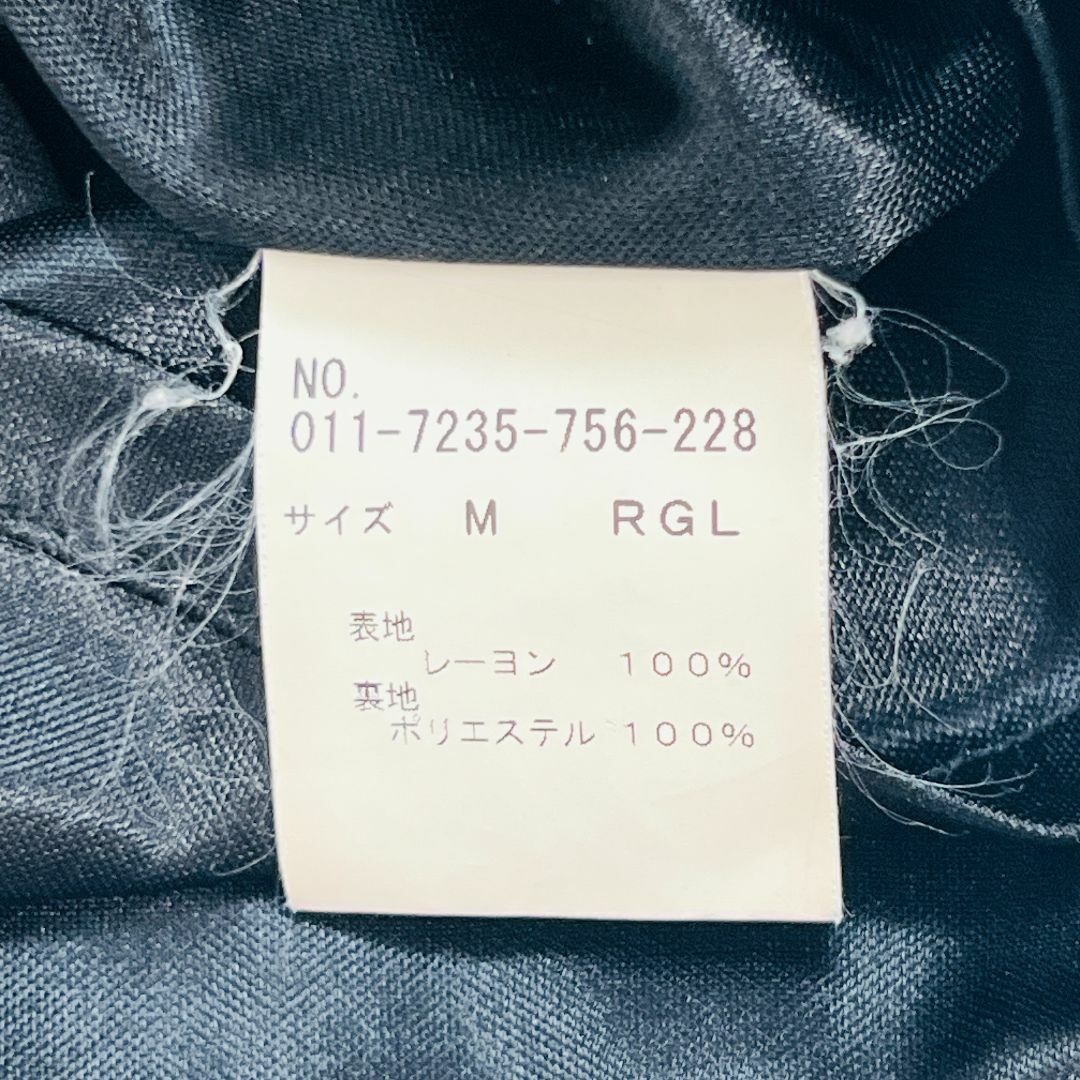 NO.
011-7235-756-228
サイズ M RGL
表地
レーヨン 100%
裏地
ポリエステル 100%